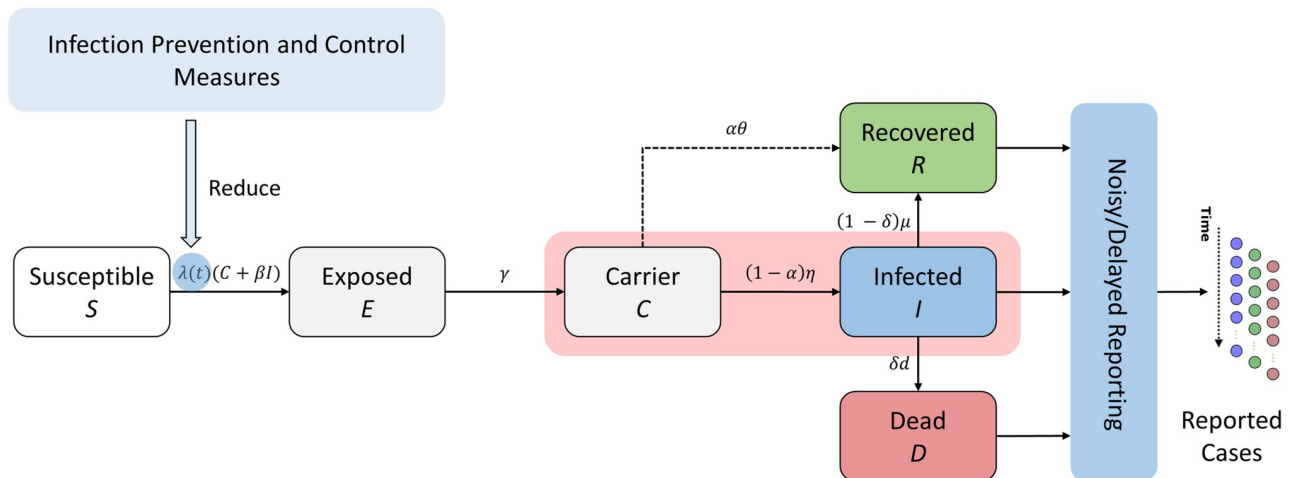 Infection Prevention and Control
Measures
Reduce
αθ
Recovered
R
(1 − δ)μ
Susceptible
S
λ(t)(C + βI)
Exposed
E
γ
Carrier
C
(1 − α)η
Infected
I
δd
Dead
D
Noisy/Delayed Reporting
Time
Reported
Cases